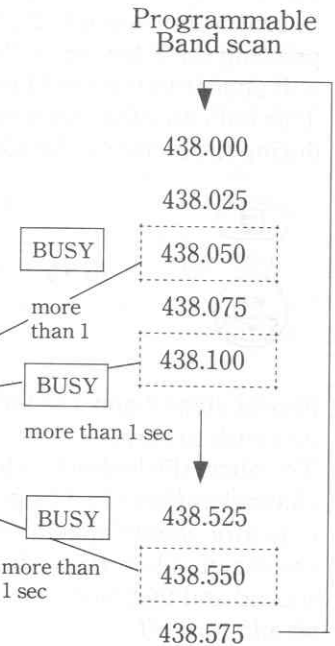 Programmable
Band scan
438.000
438.025
BUSY
438.050
more
than 1
438.075
438.100
BUSY
more than 1 sec
BUSY
438.525
more than
1 sec
438.550
438.575